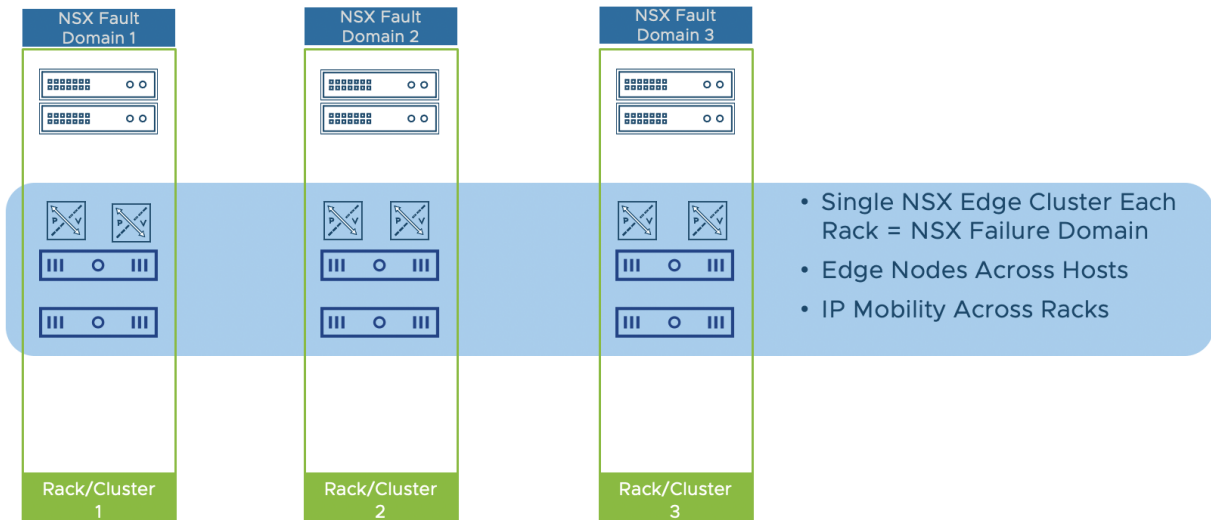 NSX Fault
Domain 1
NSX Fault
Domain 2
NSX Fault
Domain 3
P V
P V
P V
P V
P V
P V
• Single NSX Edge Cluster Each
Rack = NSX Failure Domain
• Edge Nodes Across Hosts
• IP Mobility Across Racks
Rack/Cluster
1
Rack/Cluster
2
Rack/Cluster
3